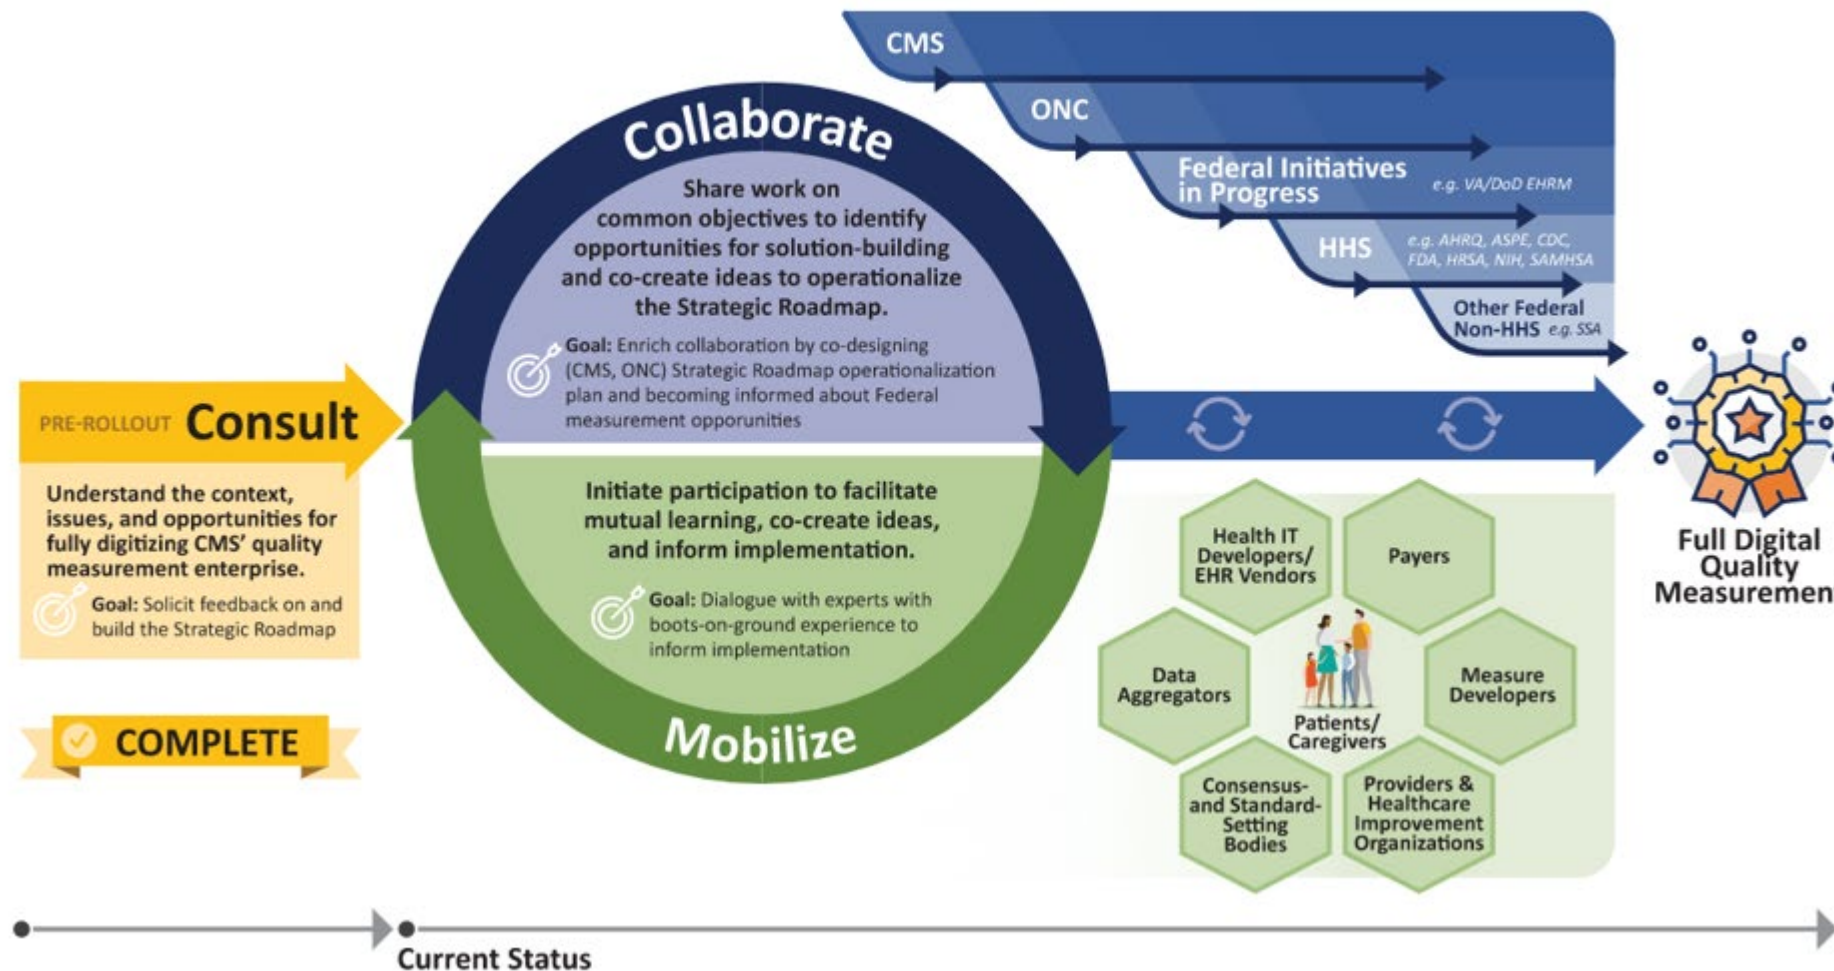 PRE-ROLLOUT Consult
Understand the context,
issues, and opportunities for
fully digitizing CMS’ quality
measurement enterprise.
Goal: Solicit feedback on and
build the Strategic Roadmap
COMPLETE
Collaborate
Share work on
common objectives to identify
opportunities for solution-building
and co-create ideas to operationalize
the Strategic Roadmap.
Goal: Enrich collaboration by co-designing
(CMS, ONC) Strategic Roadmap operationalization
plan and becoming informed about Federal
measurement opporunities
Initiate participation to facilitate
mutual learning, co-create ideas,
and inform implementation.
Goal: Dialogue with experts with
boots-on-ground experience to
inform implementation
Mobilize
CMS
ONC
Federal Initiatives
in Progress
e.g. VA/DoD EHRM
HHS
e.g. AHRQ, ASPE, CDC,
FDA, HRSA, NIH, SAMHSA
Other Federal
Non-HHS e.g. SSA
Health IT
Developers/
EHR Vendors
Payers
Data
Aggregators
Patients/
Caregivers
Measure
Developers
Consensus-
and Standard-
Setting
Bodies
Providers &
Healthcare
Improvement
Organizations
Full Digital
Quality
Measuremen
Current Status